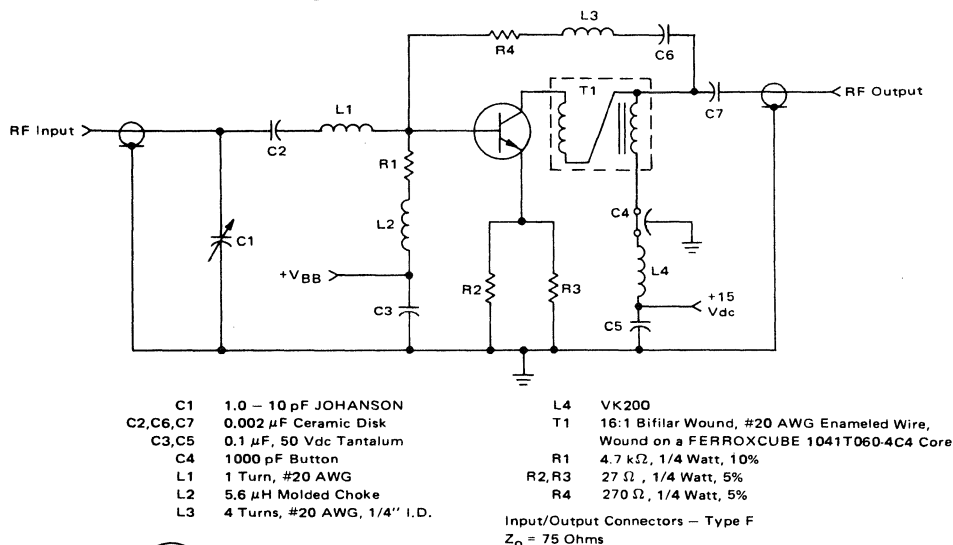 L3
R4
C6
T1
RF Output
C7
RF Input
L1
C2
R1
C1
L2
C4
+V_BB
R2
R3
L4
C3
+15
Vdc
C5
C1 1.0 – 10 pF JOHANSON
C2,C6,C7 0.002 µF Ceramic Disk
C3,C5 0.1 µF, 50 Vdc Tantalum
C4 1000 pF Button
L1 1 Turn, #20 AWG
L2 5.6 µH Molded Choke
L3 4 Turns, #20 AWG, 1/4" I.D.
L4 VK200
T1 16:1 Bifilar Wound, #20 AWG Enameled Wire,
Wound on a FERROXCUBE 1041T060-4C4 Core
R1 4.7 kΩ, 1/4 Watt, 10%
R2,R3 27 Ω , 1/4 Watt, 5%
R4 270 Ω, 1/4 Watt, 5%
Input/Output Connectors – Type F
Z_o = 75 Ohms